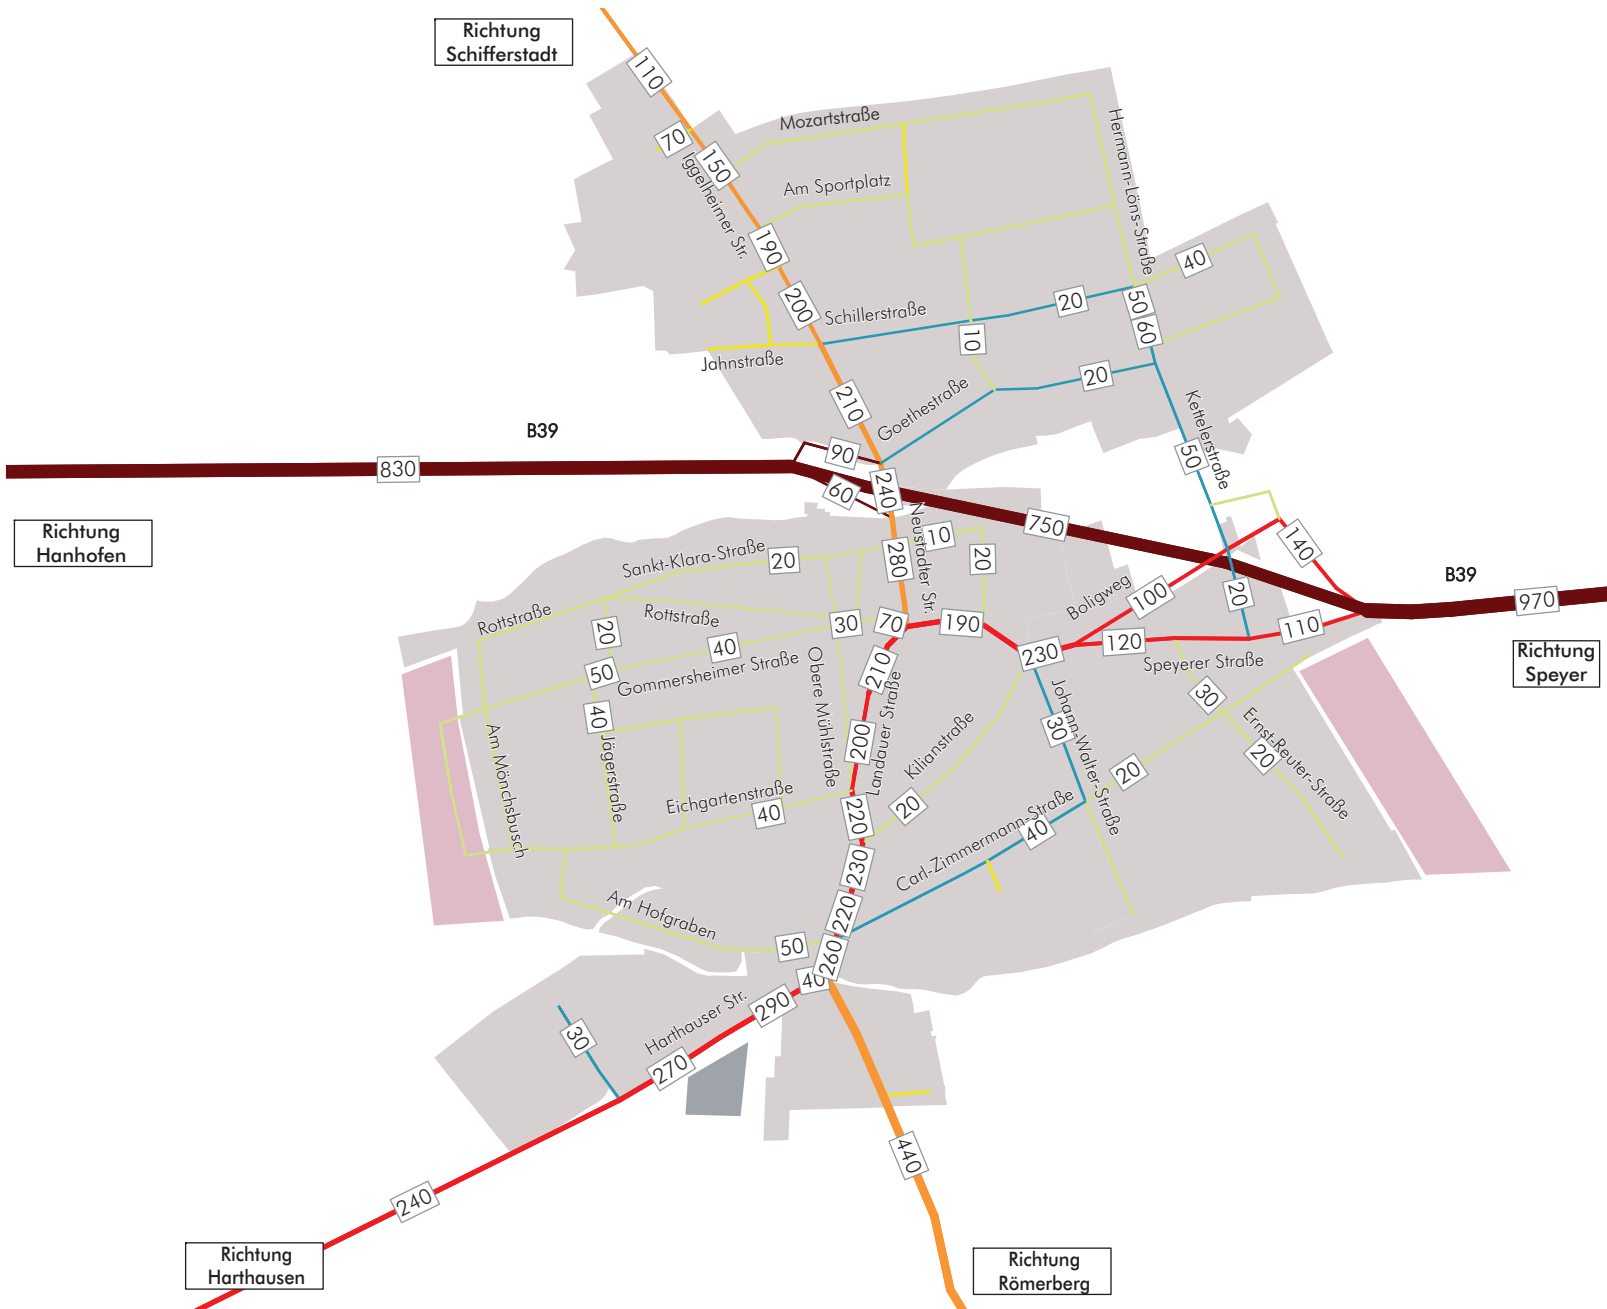 Richtung
Schifferstadt
110
70
150
Iggelheimer Str.
Mozartstraße
Am Sportplatz
Hermann-Löns-Straße
190
200
Schillerstraße
20
50
60
40
Jahnstraße
10
210
Goethestraße
20
Kettelerstraße
50
B39
830
90
60
240
750
Richtung
Hanhofen
Neustadter Str.
10
20
280
Sankt-Klara-Straße
20
140
B39
970
Richtung
Speyer
Boligweg
100
20
110
120
Speyerer Straße
230
190
70
30
Rottstraße
Rottstraße
20
40
50
Gommersheimer Straße
40
Jägerstraße
Am Mönchsbusch
Obere Mühlstraße
210
Landauer Straße
200
Kilianstraße
20
Johann-Walter-Straße
30
30
Ernst-Reuter-Straße
20
20
Eichgartenstraße
40
220
230
220
Carl-Zimmermann-Straße
40
Am Hofgraben
50
260
40
290
Harthauser Str.
270
30
240
440
Richtung
Harthausen
Richtung
Römerberg